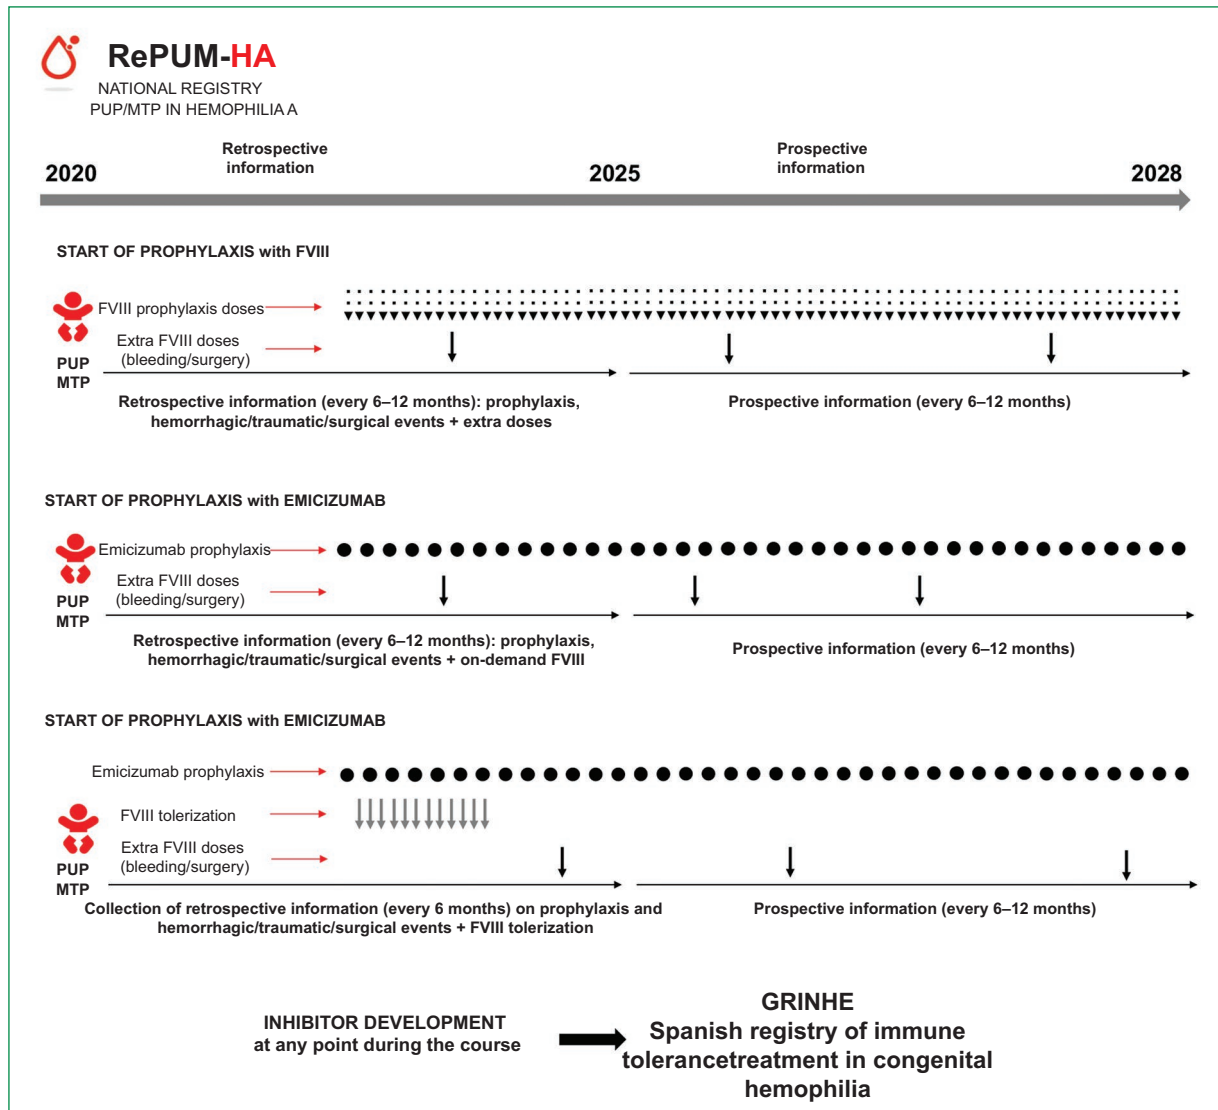 RePUM-HA
NATIONAL REGISTRY
PUP/MTP IN HEMOPHILIA A
Retrospective
information
Prospective
information
2020
2025
2028
START OF PROPHYLAXIS with FVIII
FVIII prophylaxis doses
Extra FVIII doses
(bleeding/surgery)
PUP
MTP
Retrospective information (every 6–12 months): prophylaxis,
hemorrhagic/traumatic/surgical events + extra doses
Prospective information (every 6–12 months)
START OF PROPHYLAXIS with EMICIZUMAB
Emicizumab prophylaxis
Extra FVIII doses
(bleeding/surgery)
PUP
MTP
Retrospective information (every 6–12 months): prophylaxis,
hemorrhagic/traumatic/surgical events + on-demand FVIII
Prospective information (every 6–12 months)
START OF PROPHYLAXIS with EMICIZUMAB
Emicizumab prophylaxis
FVIII tolerization
Extra FVIII doses
(bleeding/surgery)
PUP
MTP
Collection of retrospective information (every 6 months) on prophylaxis and
hemorrhagic/traumatic/surgical events + FVIII tolerization
Prospective information (every 6–12 months)
INHIBITOR DEVELOPMENT
at any point during the course
GRINHE
Spanish registry of immune
tolerancetreatment in congenital
hemophilia